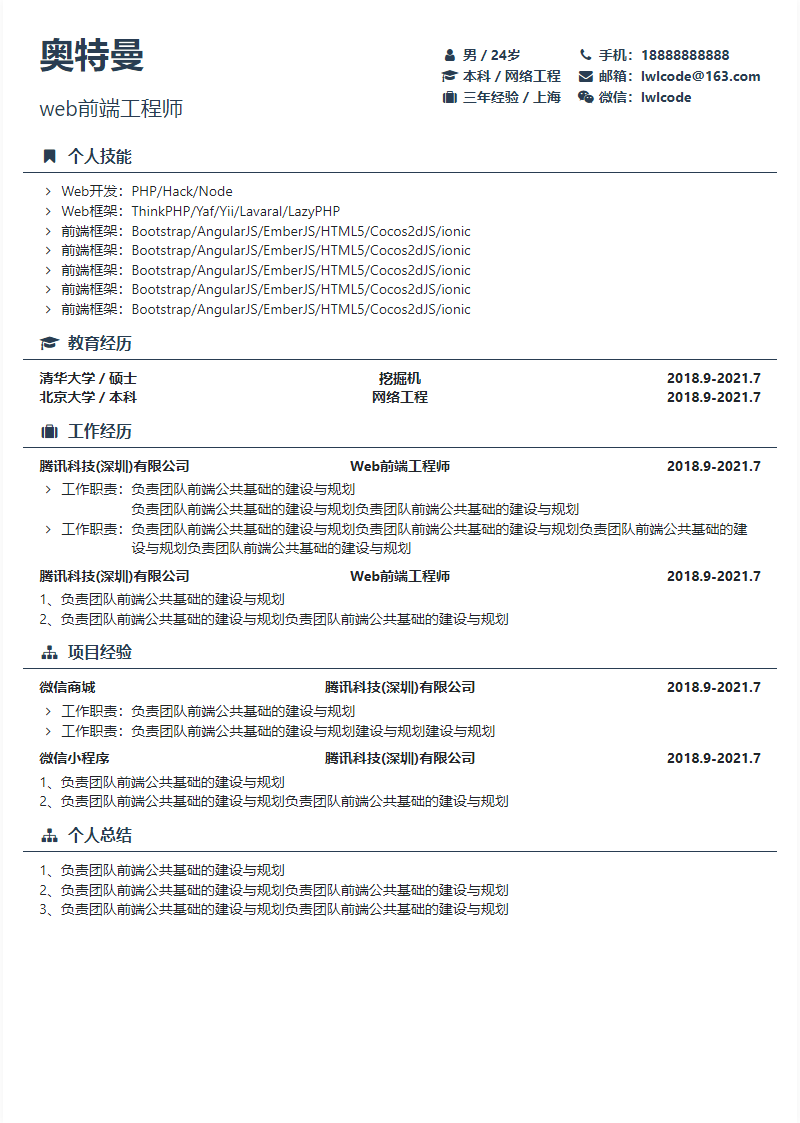 奥特曼
web前端工程师
男 / 24岁
手机：18888888888
本科 / 网络工程
邮箱：lwlcode@163.com
三年经验 / 上海
微信：lwlcode
个人技能
Web开发：PHP/Hack/Node
Web框架：ThinkPHP/Yaf/Yii/Lavaral/LazyPHP
前端框架：Bootstrap/AngularJS/EmberJS/HTML5/Cocos2dJS/ionic
前端框架：Bootstrap/AngularJS/EmberJS/HTML5/Cocos2dJS/ionic
前端框架：Bootstrap/AngularJS/EmberJS/HTML5/Cocos2dJS/ionic
前端框架：Bootstrap/AngularJS/EmberJS/HTML5/Cocos2dJS/ionic
前端框架：Bootstrap/AngularJS/EmberJS/HTML5/Cocos2dJS/ionic
教育经历
清华大学 / 硕士 挖掘机 2018.9-2021.7
北京大学 / 本科 网络工程 2018.9-2021.7
工作经历
腾讯科技(深圳)有限公司 Web前端工程师 2018.9-2021.7
工作职责：负责团队前端公共基础的建设与规划
负责团队前端公共基础的建设与规划负责团队前端公共基础的建设与规划
工作职责：负责团队前端公共基础的建设与规划负责团队前端公共基础的建设与规划负责团队前端公共基础的建
设与规划负责团队前端公共基础的建设与规划
腾讯科技(深圳)有限公司 Web前端工程师 2018.9-2021.7
1、负责团队前端公共基础的建设与规划
2、负责团队前端公共基础的建设与规划负责团队前端公共基础的建设与规划
项目经验
微信商城 腾讯科技(深圳)有限公司 2018.9-2021.7
工作职责：负责团队前端公共基础的建设与规划
工作职责：负责团队前端公共基础的建设与规划建设与规划建设与规划
微信小程序 腾讯科技(深圳)有限公司 2018.9-2021.7
1、负责团队前端公共基础的建设与规划
2、负责团队前端公共基础的建设与规划负责团队前端公共基础的建设与规划
个人总结
1、负责团队前端公共基础的建设与规划
2、负责团队前端公共基础的建设与规划负责团队前端公共基础的建设与规划
3、负责团队前端公共基础的建设与规划负责团队前端公共基础的建设与规划